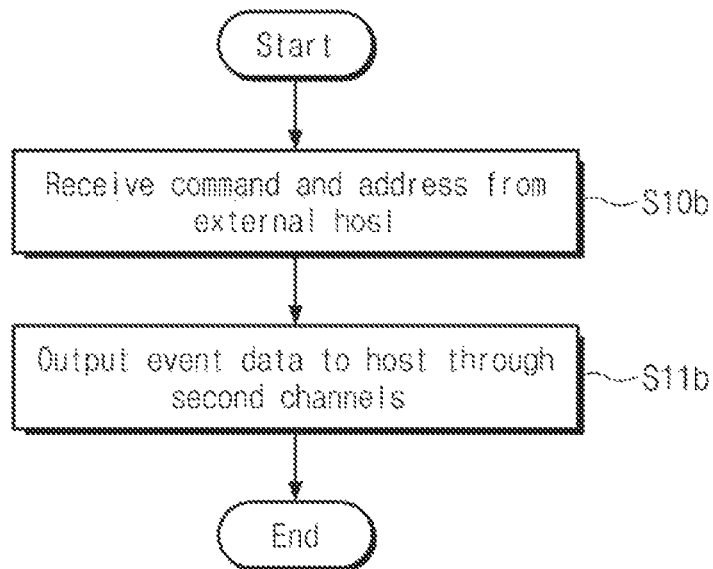 Start
Receive command and address from
external host
S10b
Output event data to host through
second channels
S11b
End